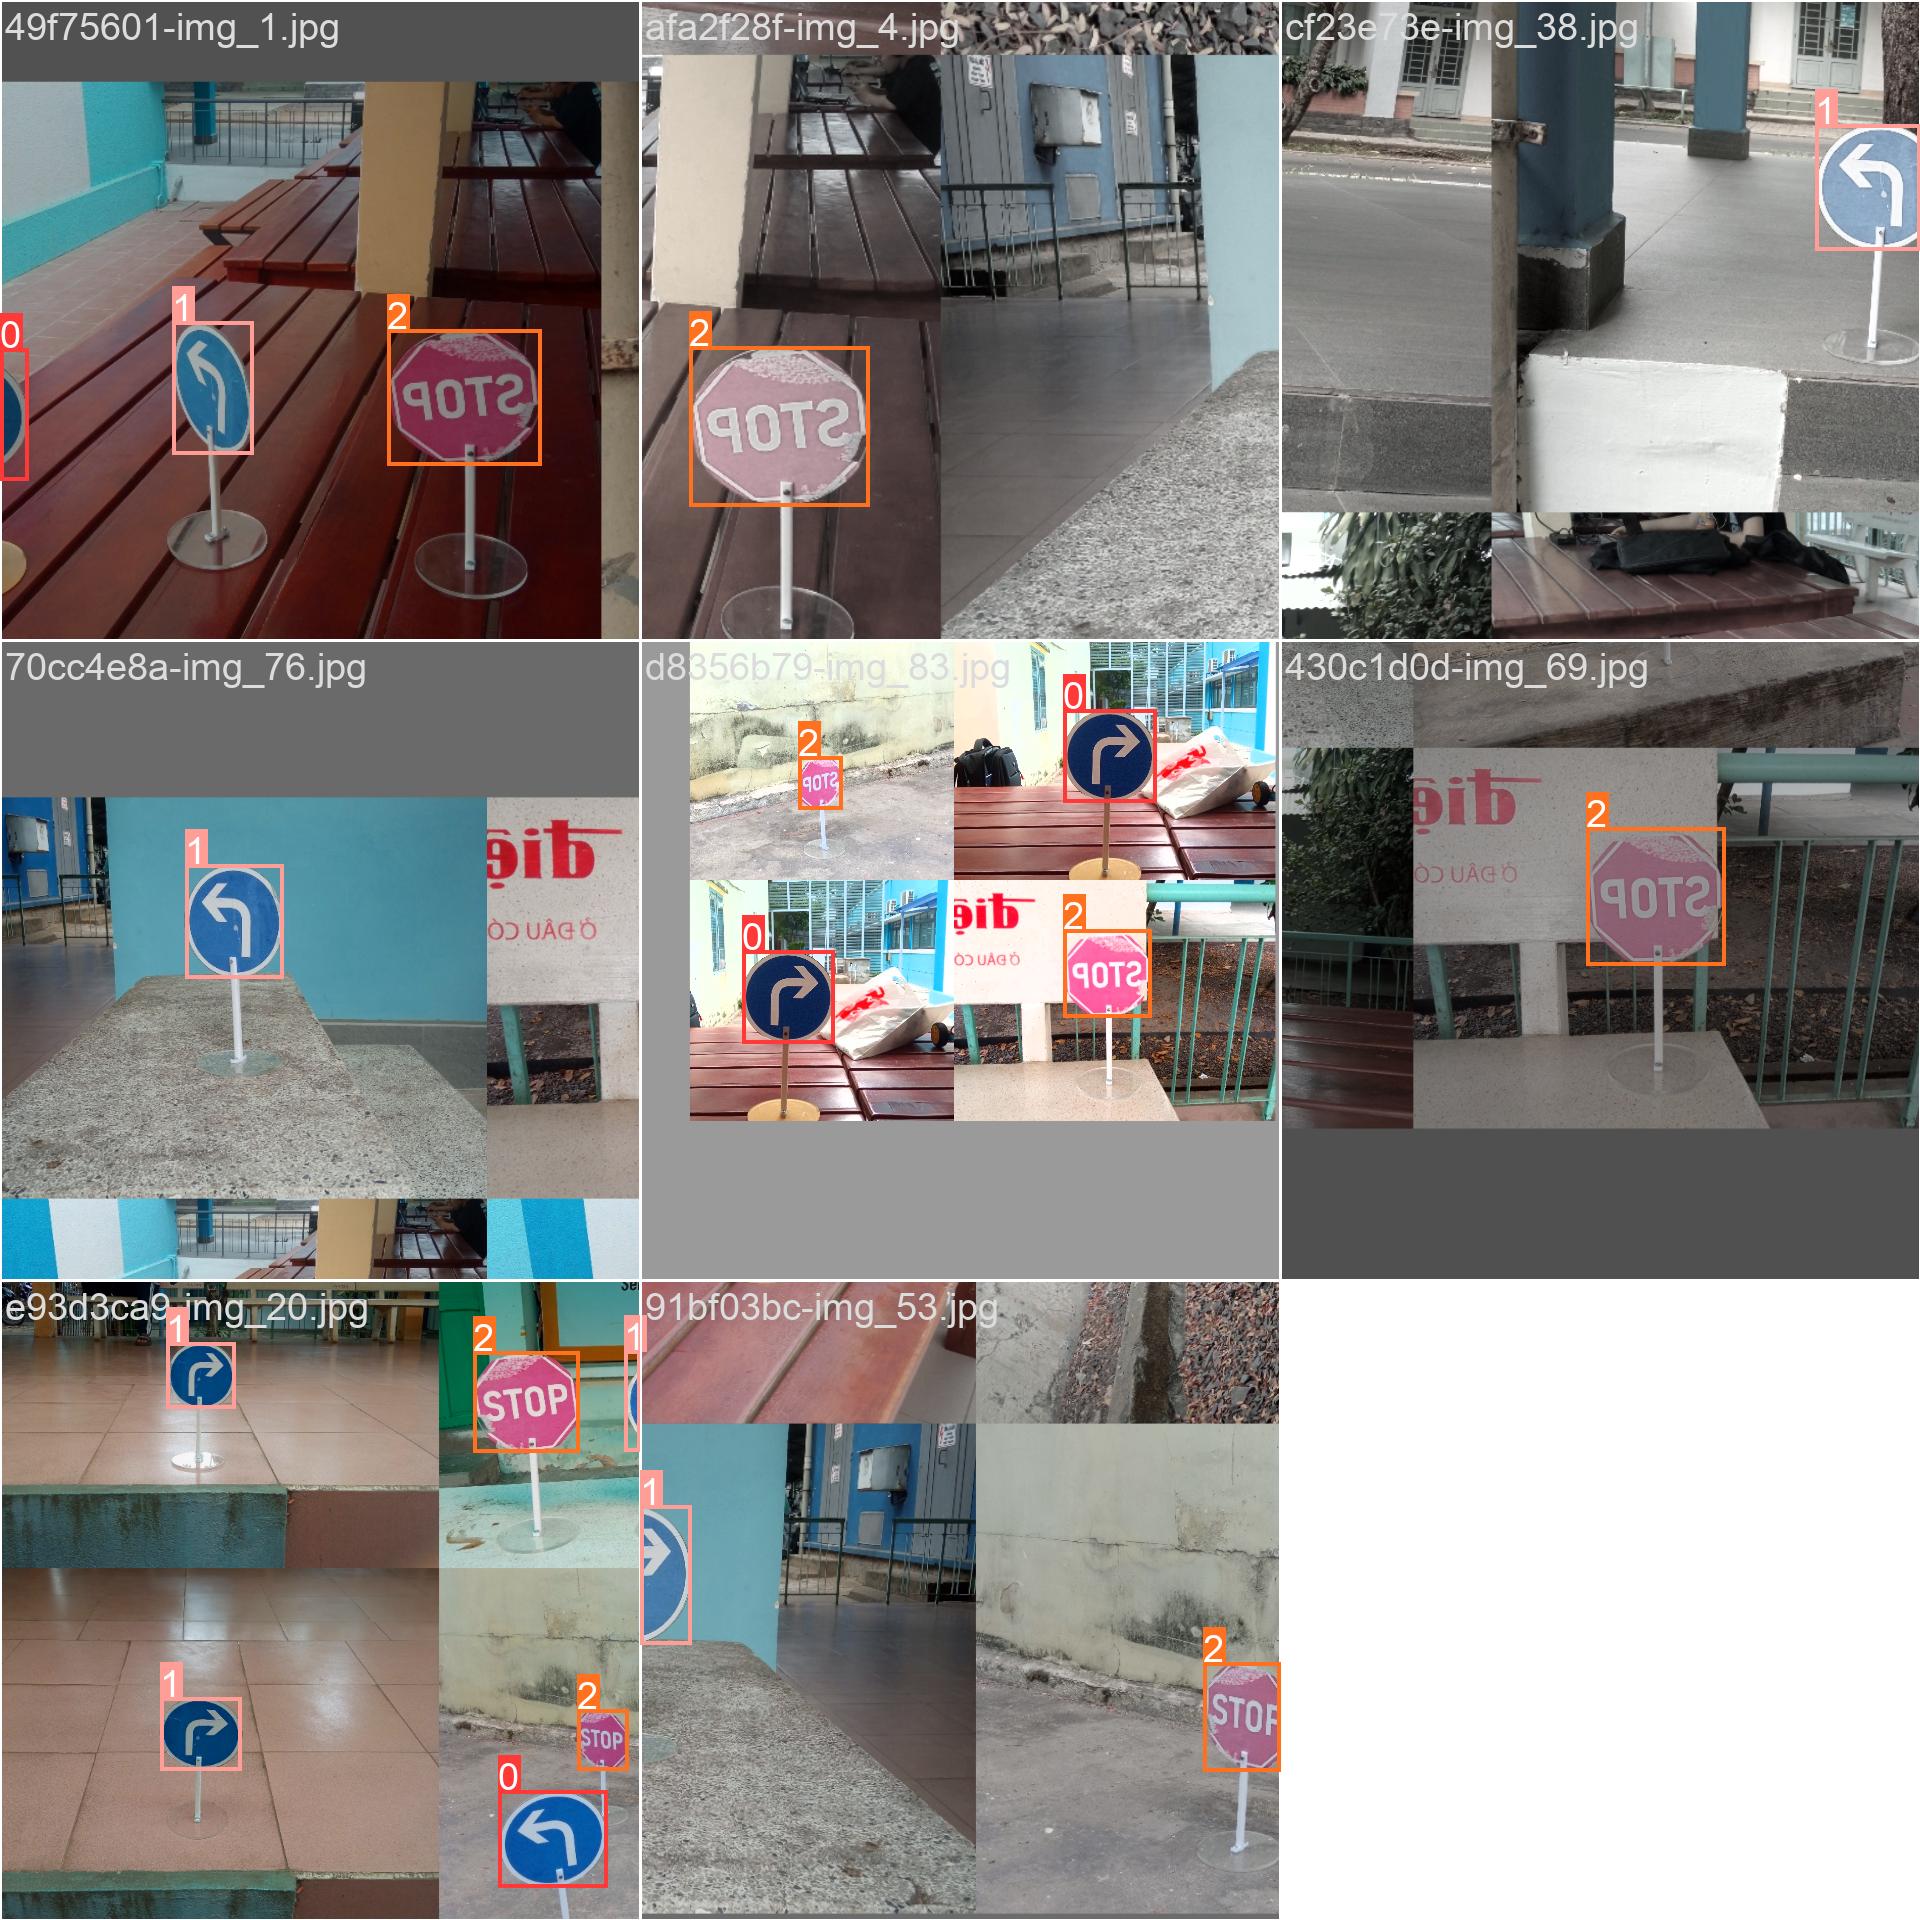 49f75601-img_1.jpg
0
1
2
STOP
afa2f28f-img_4.jpg
2
STOP
cf23e73e-img_38.jpg
1
70cc4e8a-img_76.jpg
1
điệ
Ở ĐÂU CÓ
d8356b79-img_83.jpg
2
STOP
0
0
2
điệ
Ở ĐÂU CÓ
STOP
430c1d0d-img_69.jpg
điệ
Ở ĐÂU CÓ
2
STOP
e93d3ca9-img_20.jpg
1
2
1
STOP
1
2
STOP
0
91bf03bc-img_53.jpg
1
2
STOP